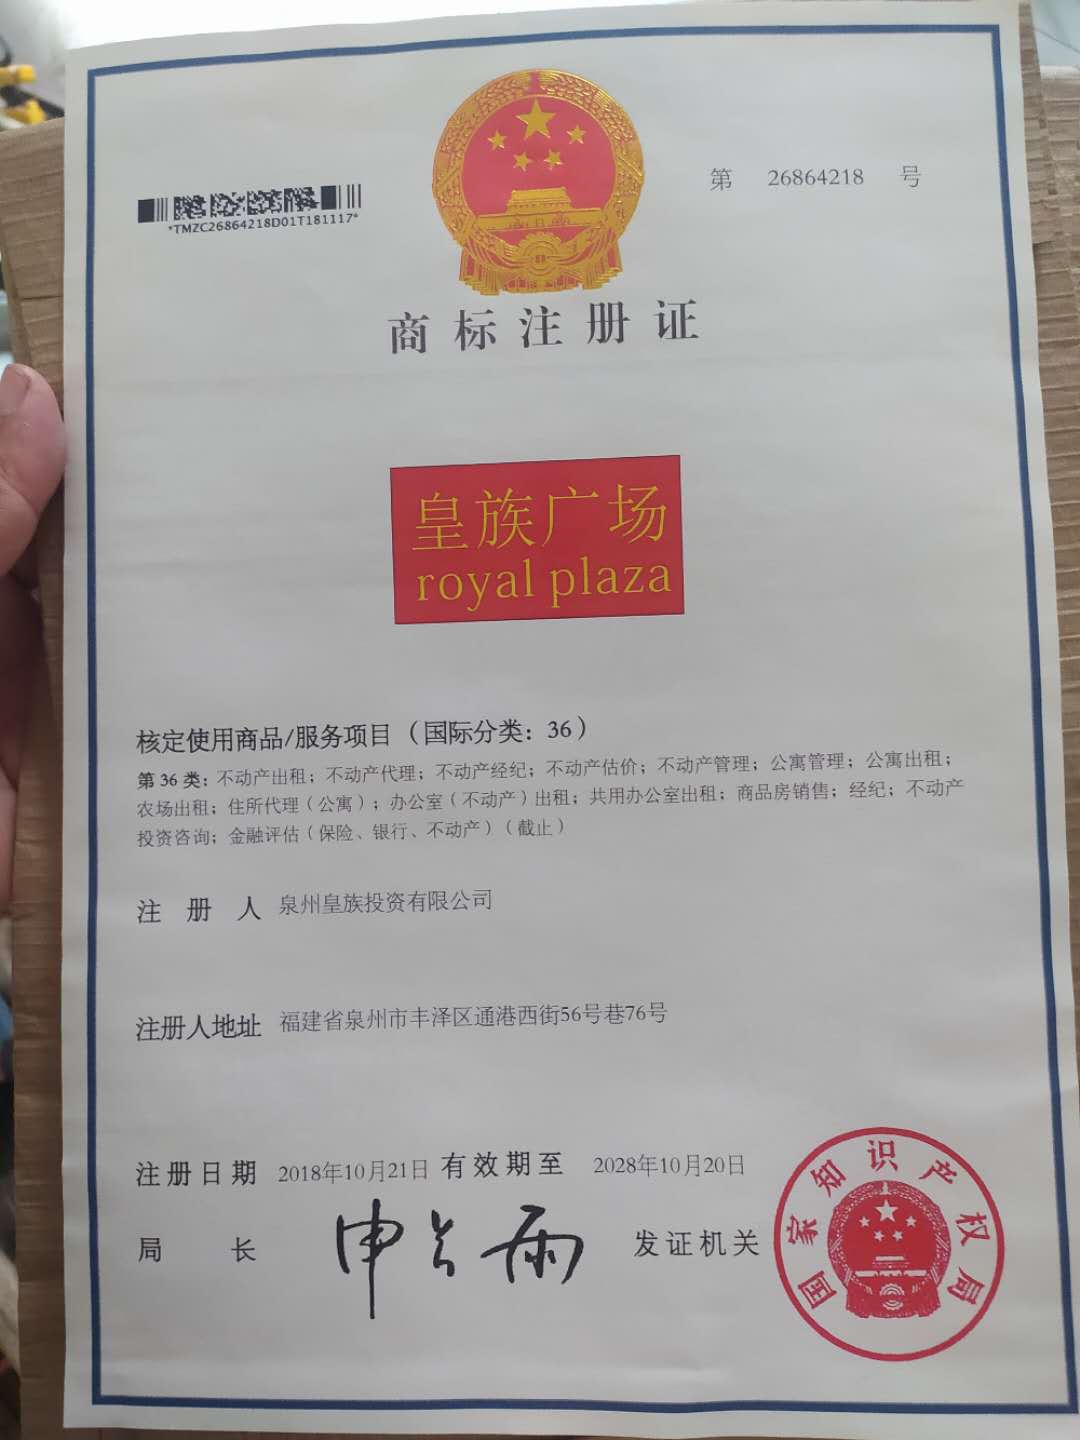 第 26864218 号
*TMZC26864218D01T181117*
商标注册证
皇族广场
royal plaza
核定使用商品/服务项目（国际分类：36）
第 36 类：不动产出租；不动产代理；不动产经纪；不动产估价；不动产管理；公寓管理；公寓出租；
农场出租；住所代理（公寓）；办公室（不动产）出租；共用办公室出租；商品房销售；经纪；不动产
投资咨询；金融评估（保险、银行、不动产）（截止）
注册人 泉州皇族投资有限公司
注册人地址 福建省泉州市丰泽区通港西街56号巷76号
注册日期 2018年10月21日 有效期至 2028年10月20日
局长 申长雨 发证机关
国家知识产权局